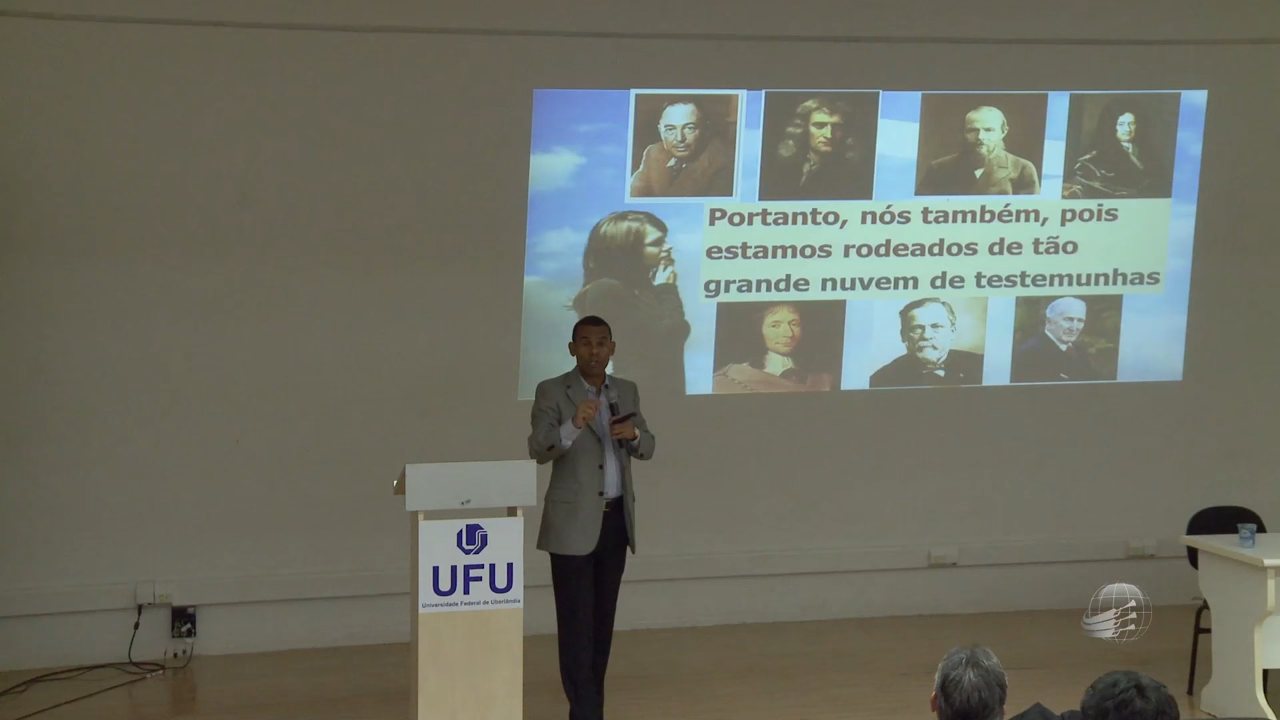 Portanto, nós também, pois
estamos rodeados de tão
grande nuvem de testemunhas
UFU
Universidade Federal de Uberlândia